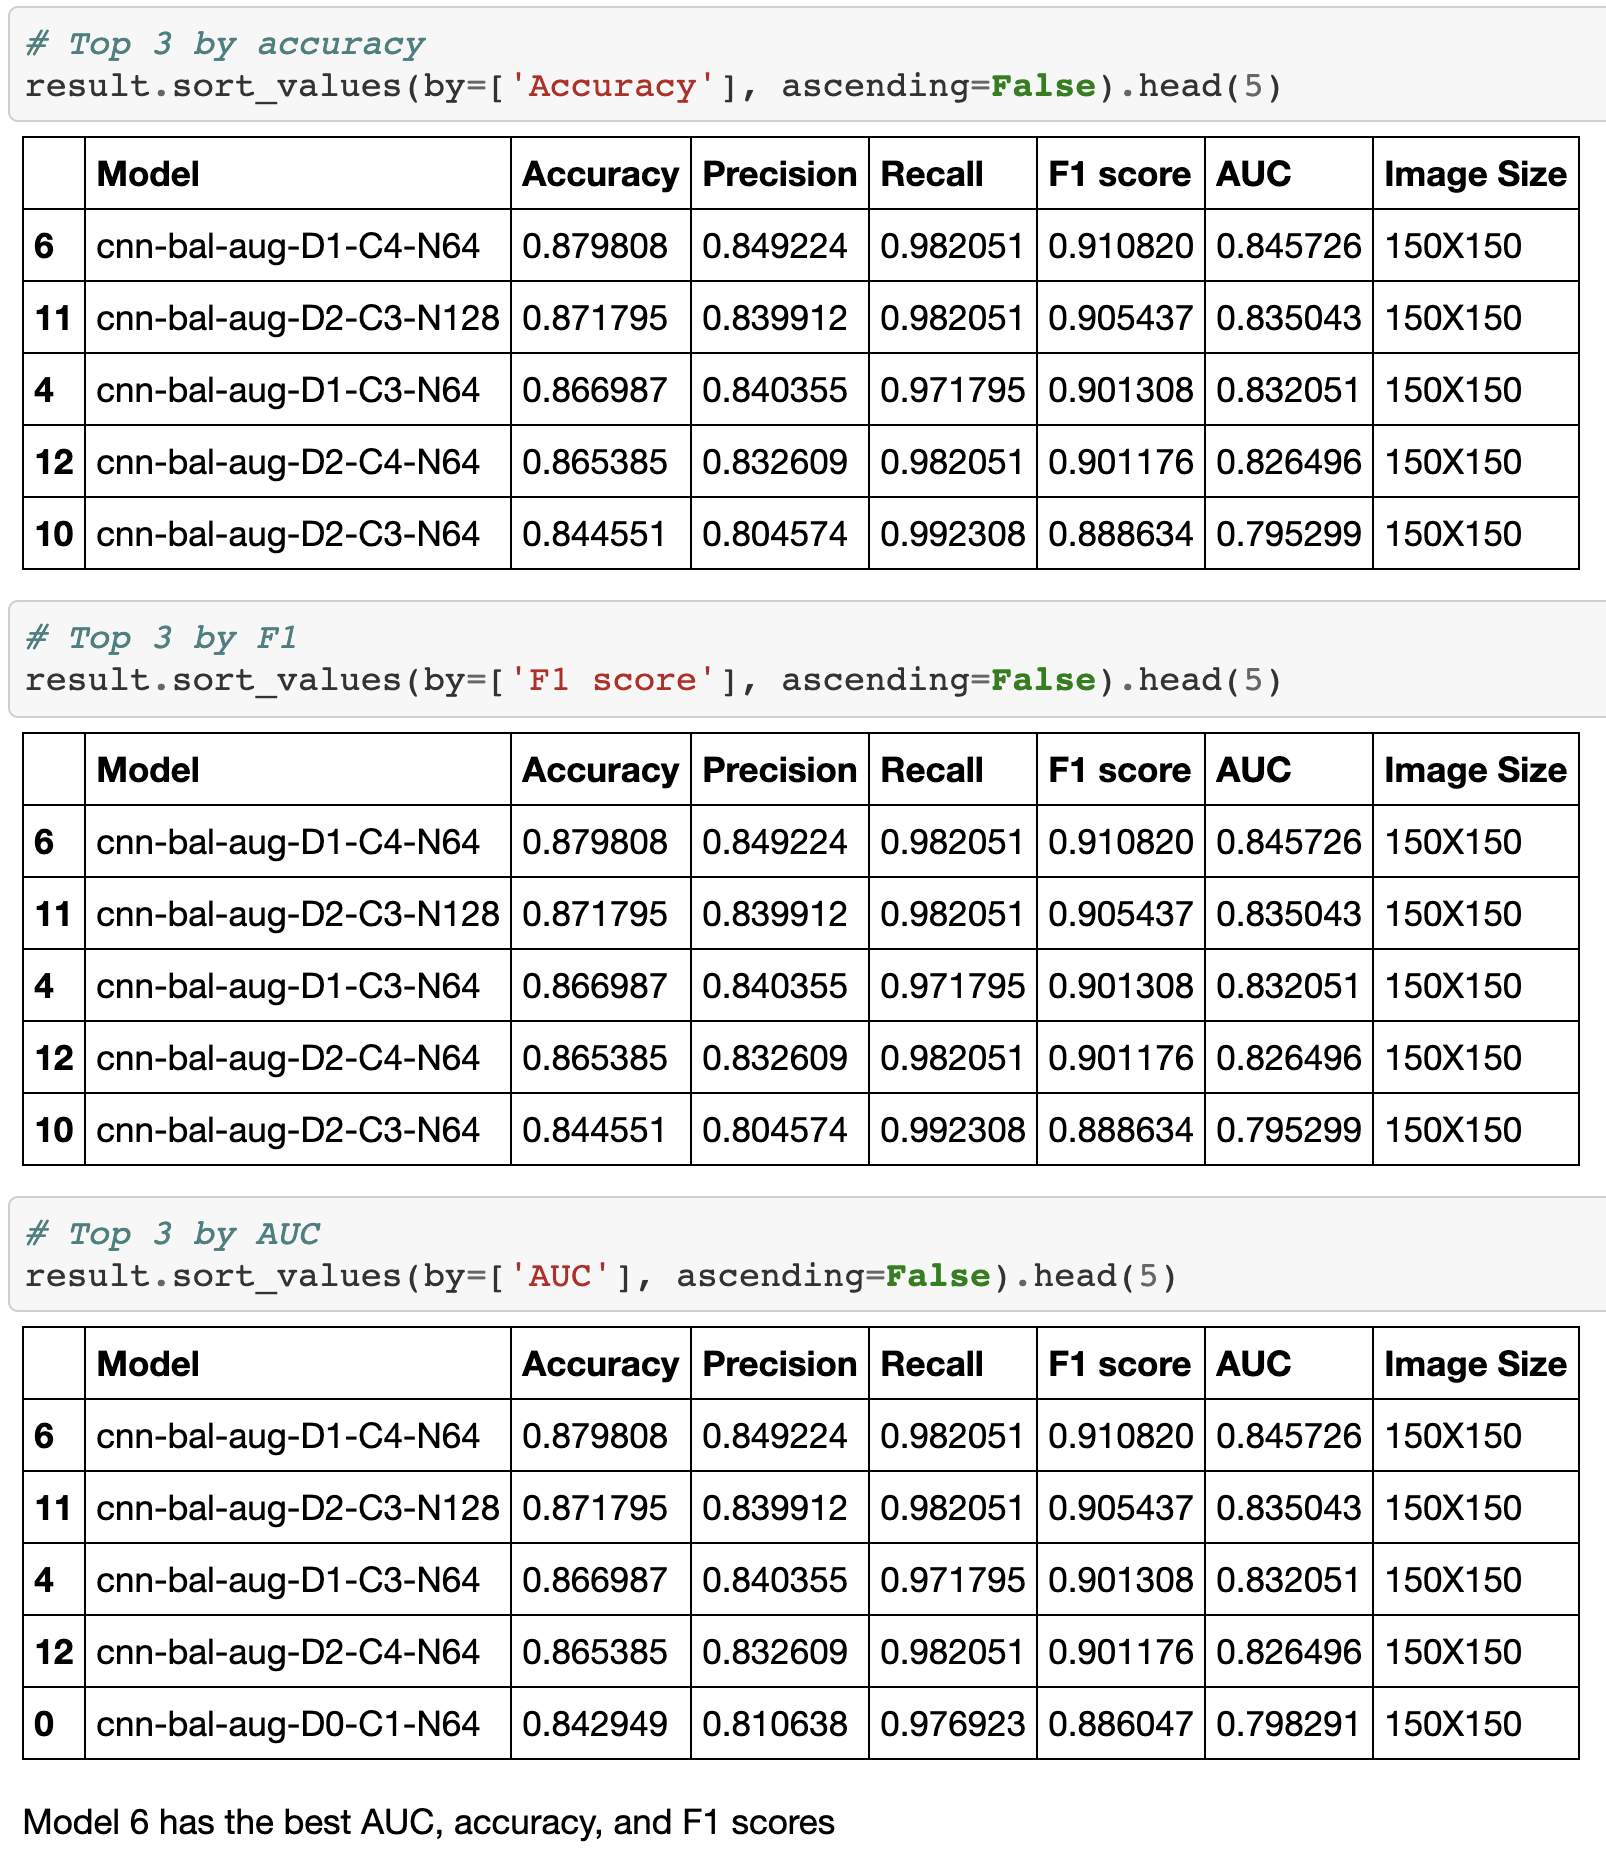 # Top 3 by accuracy
result.sort_values(by=['Accuracy'], ascending=False).head(5)
Model Accuracy Precision Recall F1 score AUC Image Size
6 cnn-bal-aug-D1-C4-N64 0.879808 0.849224 0.982051 0.910820 0.845726 150X150
11 cnn-bal-aug-D2-C3-N128 0.871795 0.839912 0.982051 0.905437 0.835043 150X150
4 cnn-bal-aug-D1-C3-N64 0.866987 0.840355 0.971795 0.901308 0.832051 150X150
12 cnn-bal-aug-D2-C4-N64 0.865385 0.832609 0.982051 0.901176 0.826496 150X150
10 cnn-bal-aug-D2-C3-N64 0.844551 0.804574 0.992308 0.888634 0.795299 150X150
# Top 3 by F1
result.sort_values(by=['F1 score'], ascending=False).head(5)
Model Accuracy Precision Recall F1 score AUC Image Size
6 cnn-bal-aug-D1-C4-N64 0.879808 0.849224 0.982051 0.910820 0.845726 150X150
11 cnn-bal-aug-D2-C3-N128 0.871795 0.839912 0.982051 0.905437 0.835043 150X150
4 cnn-bal-aug-D1-C3-N64 0.866987 0.840355 0.971795 0.901308 0.832051 150X150
12 cnn-bal-aug-D2-C4-N64 0.865385 0.832609 0.982051 0.901176 0.826496 150X150
10 cnn-bal-aug-D2-C3-N64 0.844551 0.804574 0.992308 0.888634 0.795299 150X150
# Top 3 by AUC
result.sort_values(by=['AUC'], ascending=False).head(5)
Model Accuracy Precision Recall F1 score AUC Image Size
6 cnn-bal-aug-D1-C4-N64 0.879808 0.849224 0.982051 0.910820 0.845726 150X150
11 cnn-bal-aug-D2-C3-N128 0.871795 0.839912 0.982051 0.905437 0.835043 150X150
4 cnn-bal-aug-D1-C3-N64 0.866987 0.840355 0.971795 0.901308 0.832051 150X150
12 cnn-bal-aug-D2-C4-N64 0.865385 0.832609 0.982051 0.901176 0.826496 150X150
0 cnn-bal-aug-D0-C1-N64 0.842949 0.810638 0.976923 0.886047 0.798291 150X150
Model 6 has the best AUC, accuracy, and F1 scores